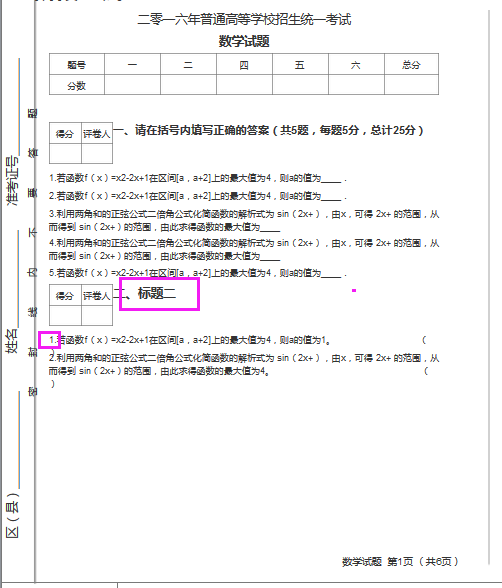 二零一六年普通高等学校招生统一考试
数学试题
题号 一 二 四 五 六 总分
分数
得分 评卷人
一、请在括号内填写正确的答案（共5题，每题5分，总计25分）
1.若函数f（x）=x2-2x+1在区间[a，a+2]上的最大值为4，则a的值为____．
2.若函数f（x）=x2-2x+1在区间[a，a+2]上的最大值为4，则a的值为____．
3.利用两角和的正弦公式二倍角公式化简函数的解析式为 sin（2x+），由x，可得 2x+ 的范围，从
而得到 sin（2x+）的范围，由此求得函数的最大值为____
4.利用两角和的正弦公式二倍角公式化简函数的解析式为 sin（2x+），由x，可得 2x+ 的范围，从
而得到 sin（2x+）的范围，由此求得函数的最大值为____
5.若函数f（x）=x2-2x+1在区间[a，a+2]上的最大值为4，则a的值为____．
得分 评卷人
二、标题二
1.若函数f（x）=x2-2x+1在区间[a，a+2]上的最大值为4，则a的值为1。（
2.利用两角和的正弦公式二倍角公式化简函数的解析式为 sin（2x+），由x，可得 2x+ 的范围，从
而得到 sin（2x+）的范围，由此求得函数的最大值为4。（
）
数学试题 第1页 （共6页）
区（县）
姓名
准考证号
密 封 线 内 不 要 答 题